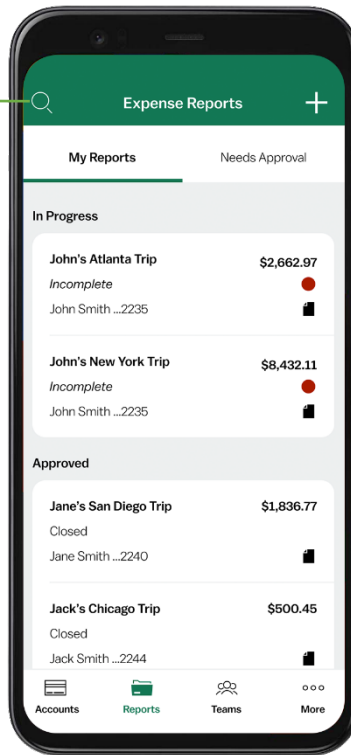 Expense Reports
My Reports Needs Approval
In Progress
John's Atlanta Trip $2,662.97
Incomplete
John Smith ...2235
John's New York Trip $8,432.11
Incomplete
John Smith ...2235
Approved
Jane's San Diego Trip $1,836.77
Closed
Jane Smith ...2240
Jack's Chicago Trip $500.45
Closed
Jack Smith ...2244
Accounts Reports Teams More